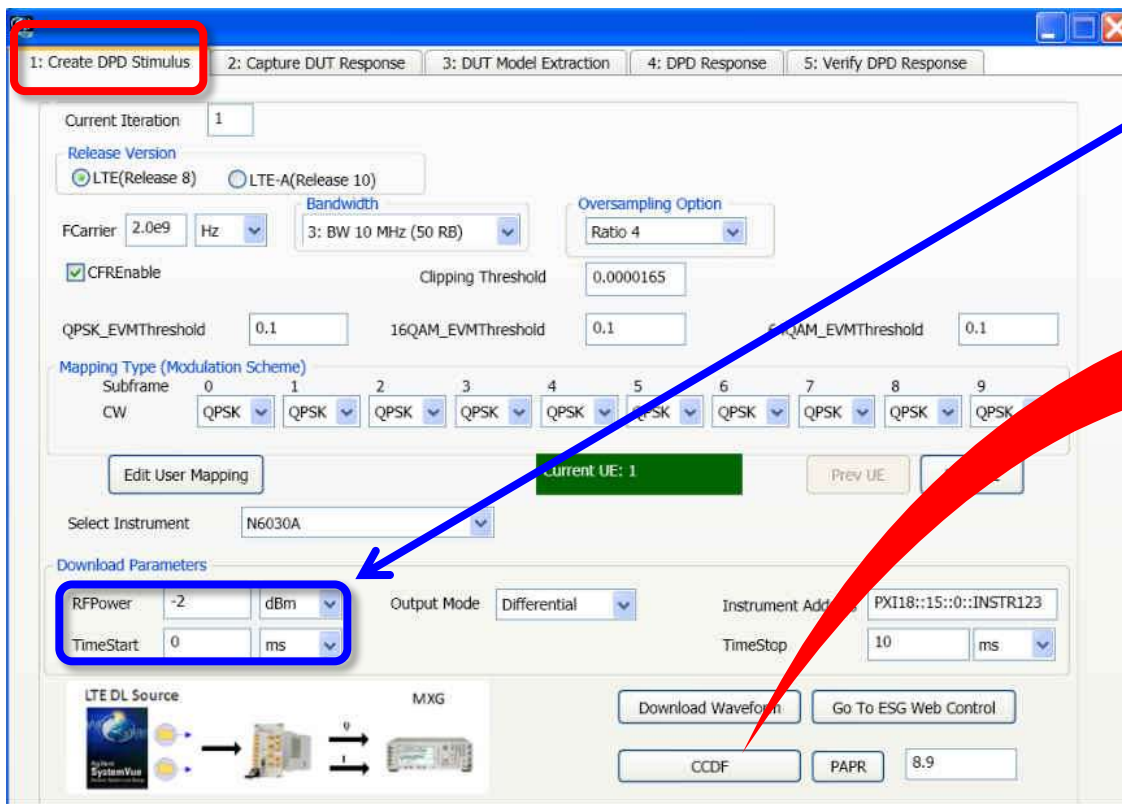 1: Create DPD Stimulus 2: Capture DUT Response 3: DUT Model Extraction 4: DPD Response 5: Verify DPD Response
Current Iteration 1
Release Version
LTE(Release 8) LTE-A(Release 10)
Bandwidth Oversampling Option
FCarrier 2.0e9 Hz 3: BW 10 MHz (50 RB) Ratio 4
CFREnable Clipping Threshold 0.0000165
QPSK_EVMThreshold 0.1 16QAM_EVMThreshold 0.1 64QAM_EVMThreshold 0.1
Mapping Type (Modulation Scheme)
Subframe 0 1 2 3 4 5 6 7 8 9
CW QPSK QPSK QPSK QPSK QPSK QPSK QPSK QPSK QPSK QPSK
Edit User Mapping Current UE: 1 Prev UE
Select Instrument N6030A
Download Parameters
RFPower -2 dBm Output Mode Differential Instrument Address PXI18::15::0::INSTR123
TimeStart 0 ms TimeStop 10 ms
LTE DL Source MXG
Download Waveform Go To ESG Web Control
Agilent
SystemVue
CCDF PAPR 8.9